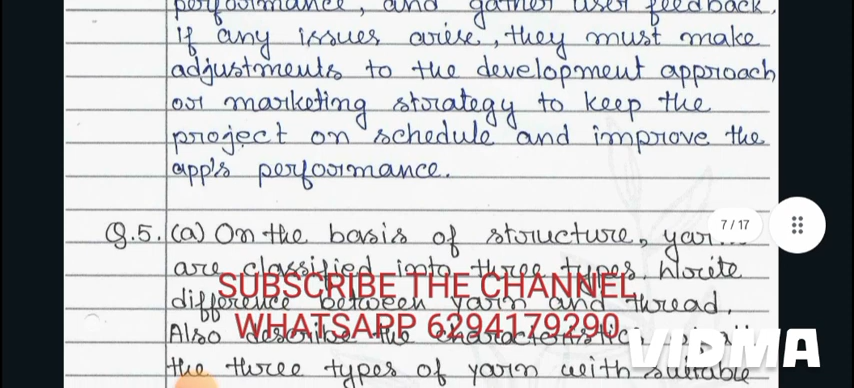 performance, and gather user feedback.
If any issues arise, they must make
adjustments to the development approach
or marketing strategy to keep the
project on schedule and improve the
app's performance.
7/17
Q.5. (a) On the basis of structure, yarns
are classified into three types. Write
SUBSCRIBE THE CHANNEL
difference between yarn and thread.
WHATSAPP 6294179290
Also describe the
VIDMA
the three types of yarn with suitable